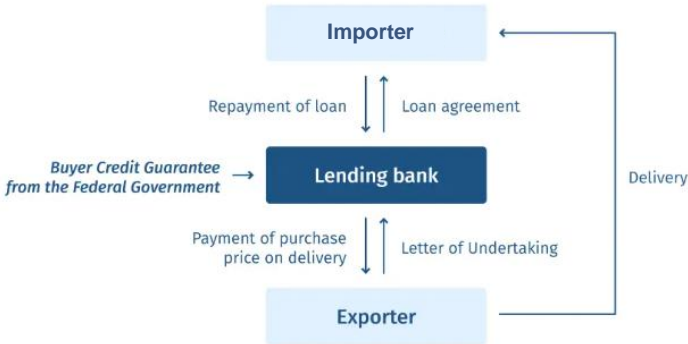 Importer
Repayment of loan
Loan agreement
Buyer Credit Guarantee
from the Federal Government
Lending bank
Delivery
Payment of purchase
price on delivery
Letter of Undertaking
Exporter